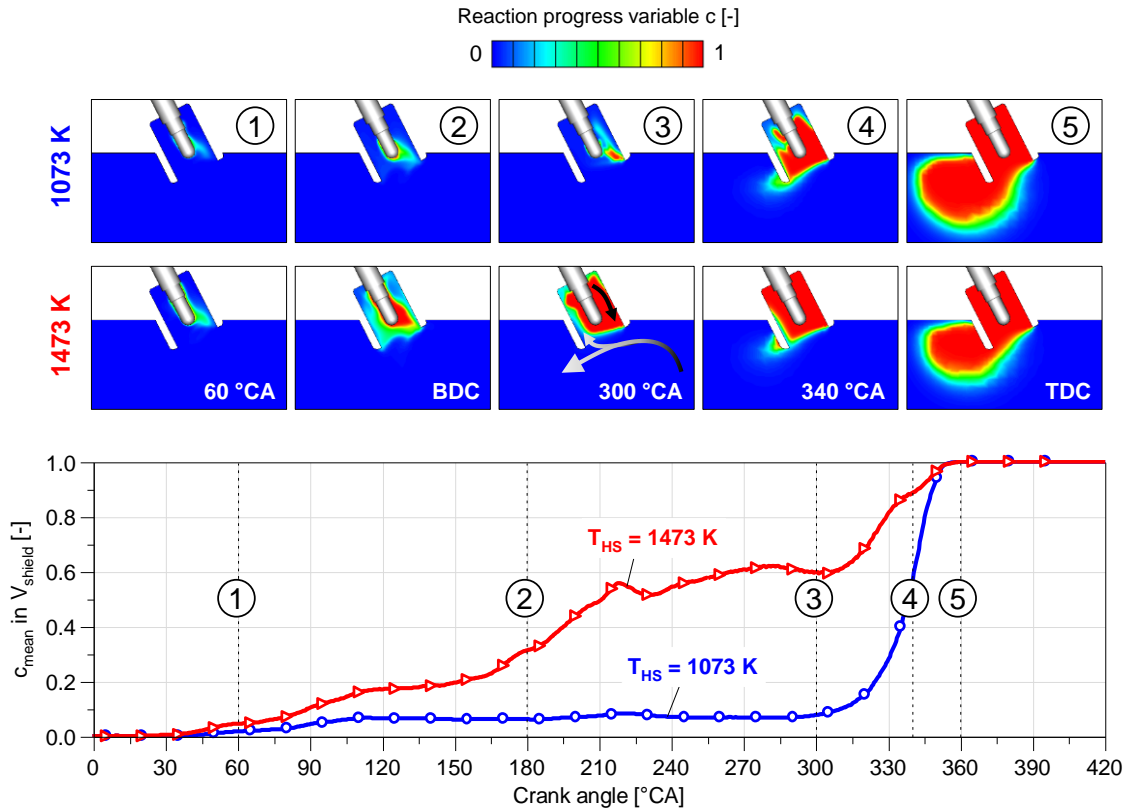 Reaction progress variable c [-]
0 1
1073 K
① ② ③ ④ ⑤
1473 K
60 °CA BDC 300 °CA 340 °CA TDC
c_mean in V_shield [-]
1.0
0.8
0.6
0.4
0.2
0.0
T_HS = 1473 K
① ② ③ ④ ⑤
T_HS = 1073 K
0 30 60 90 120 150 180 210 240 270 300 330 360 390 420
Crank angle [°CA]